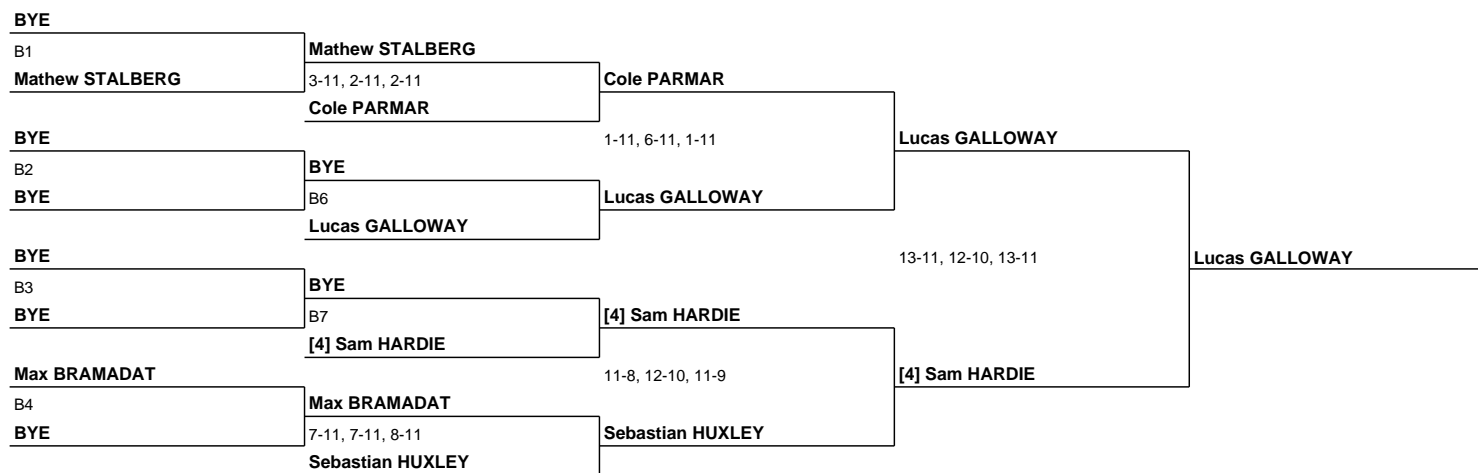 BYE
B1
Mathew STALBERG
Mathew STALBERG
3-11, 2-11, 2-11
Cole PARMAR
Cole PARMAR
BYE
B2
BYE
BYE
B6
Lucas GALLOWAY
1-11, 6-11, 1-11
Lucas GALLOWAY
Lucas GALLOWAY
BYE
B3
BYE
BYE
B7
[4] Sam HARDIE
[4] Sam HARDIE
13-11, 12-10, 13-11
Lucas GALLOWAY
Max BRAMADAT
B4
BYE
Max BRAMADAT
7-11, 7-11, 8-11
Sebastian HUXLEY
11-8, 12-10, 11-9
Sebastian HUXLEY
[4] Sam HARDIE